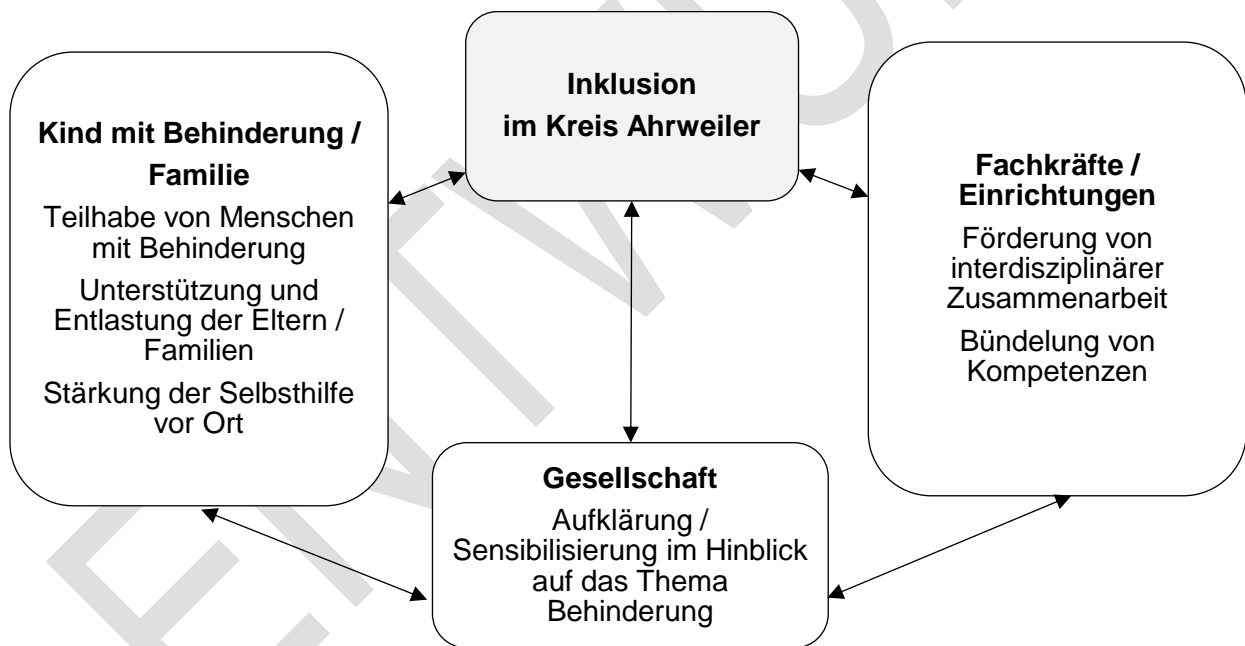 Inklusion
im Kreis Ahrweiler
Kind mit Behinderung /
Familie
Teilhabe von Menschen
mit Behinderung
Unterstützung und
Entlastung der Eltern /
Familien
Stärkung der Selbsthilfe
vor Ort
Fachkräfte /
Einrichtungen
Förderung von
interdisziplinärer
Zusammenarbeit
Bündelung von
Kompetenzen
Gesellschaft
Aufklärung /
Sensibilisierung im Hinblick
auf das Thema
Behinderung